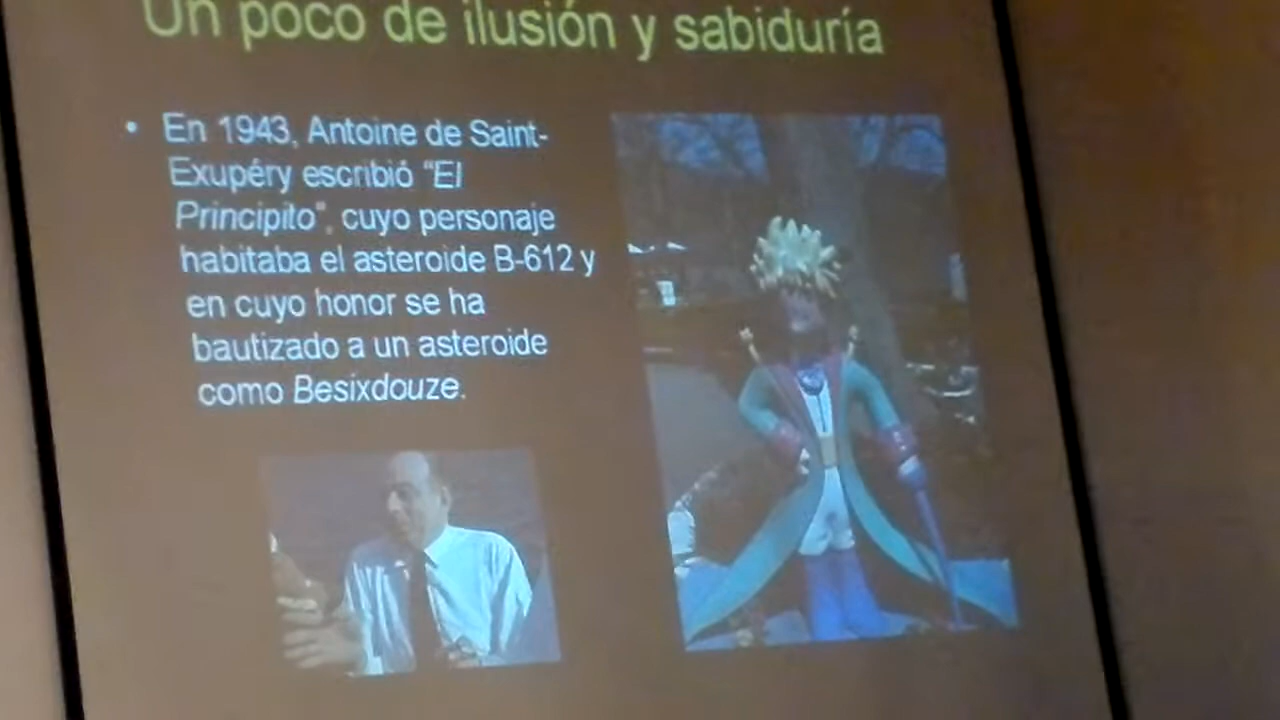 Un poco de ilusión y sabiduría
• En 1943, Antoine de Saint-
Exupéry escribió "El
Principito", cuyo personaje
habitaba el asteroide B-612 y
en cuyo honor se ha
bautizado a un asteroide
como Besixdouze.